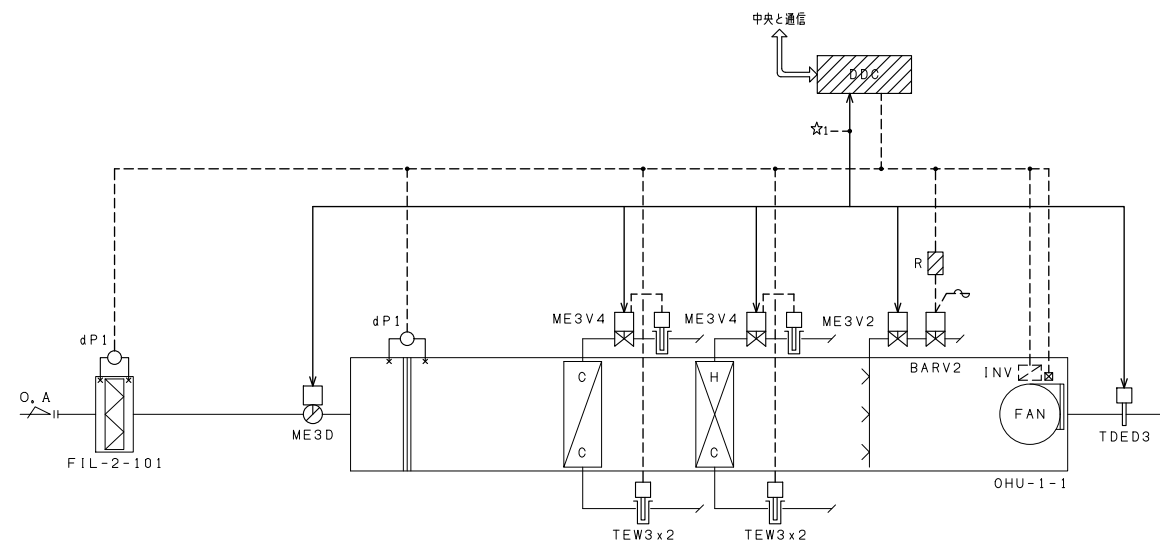 中央と通信
DDC
☆1
R
dP1
dP1
ME3V4
ME3V4
ME3V2
BARV2
INV
O. A
C
H
FAN
ME3D
TDED3
C
C
FIL-2-101
OHU-1-1
TEW3x2
TEW3x2